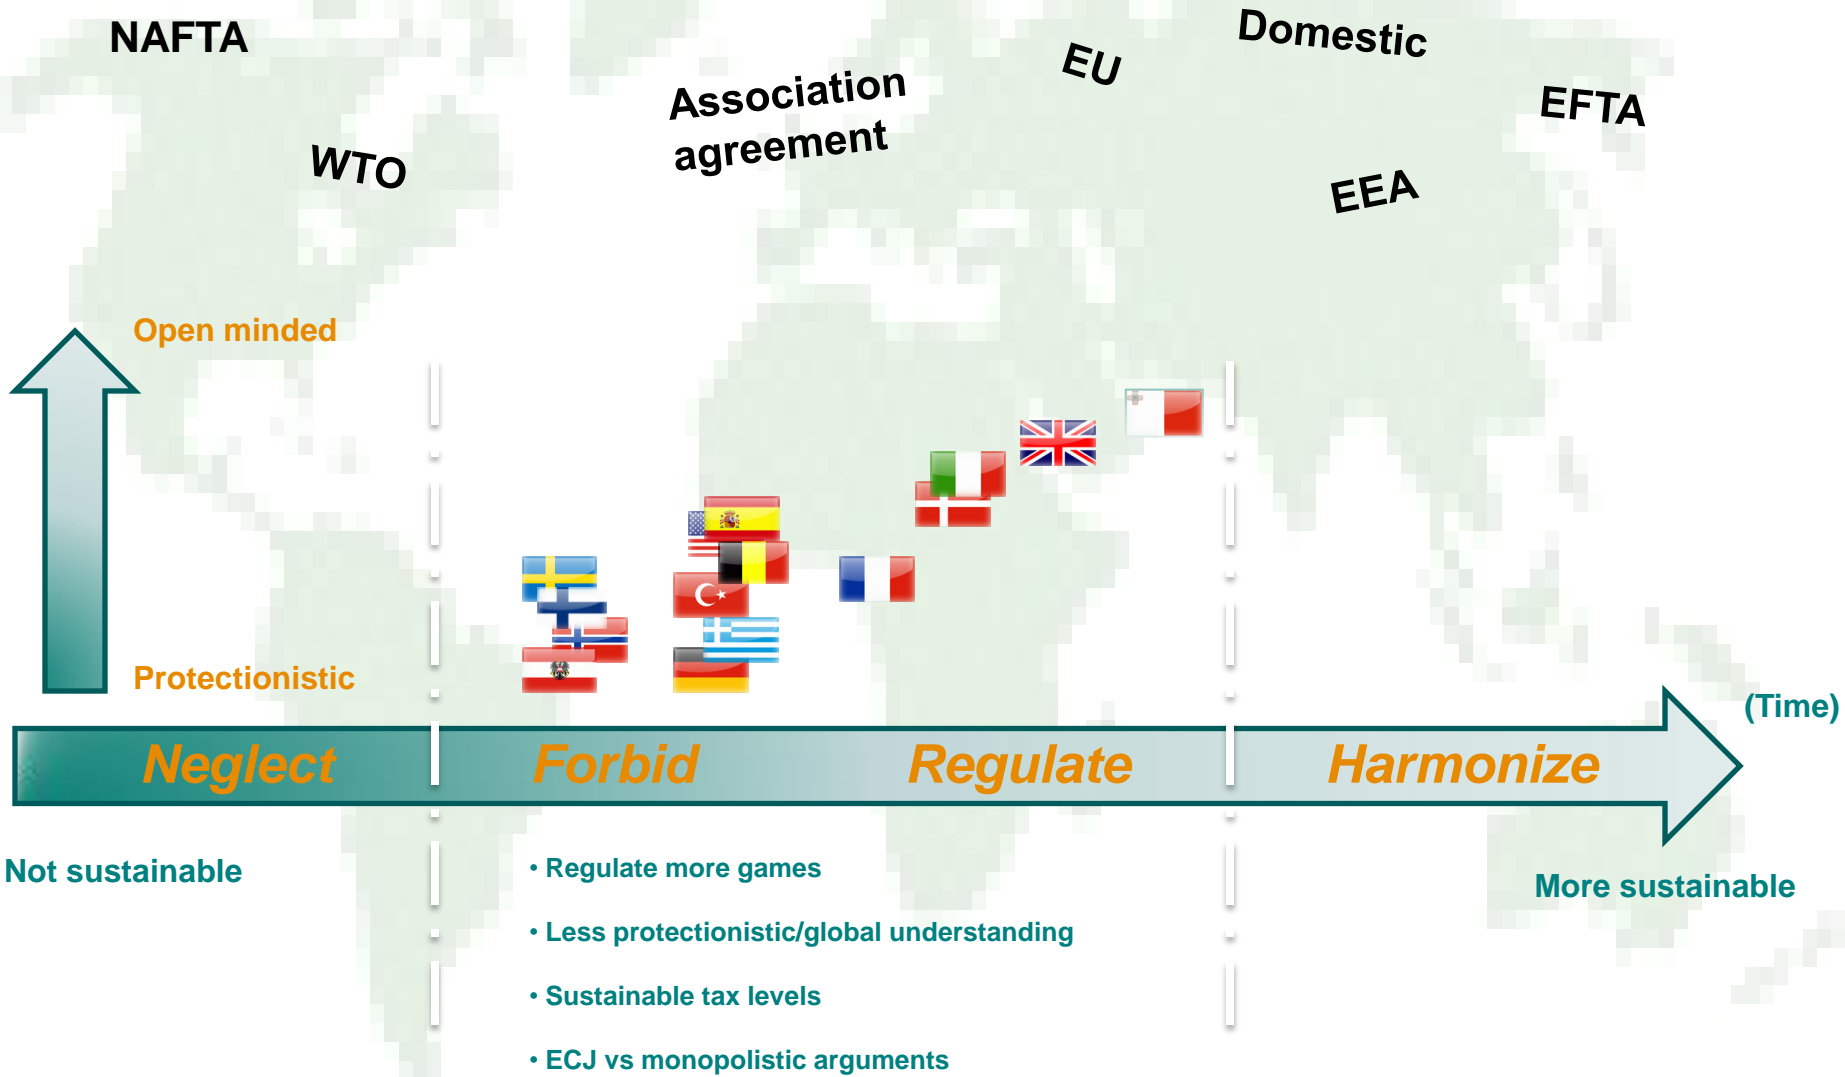 NAFTA
Domestic
EU
Association
agreement
EFTA
WTO
EEA
Open minded
Protectionistic
(Time)
Neglect
Forbid
Regulate
Harmonize
Not sustainable
More sustainable
• Regulate more games
• Less protectionistic/global understanding
• Sustainable tax levels
• ECJ vs monopolistic arguments